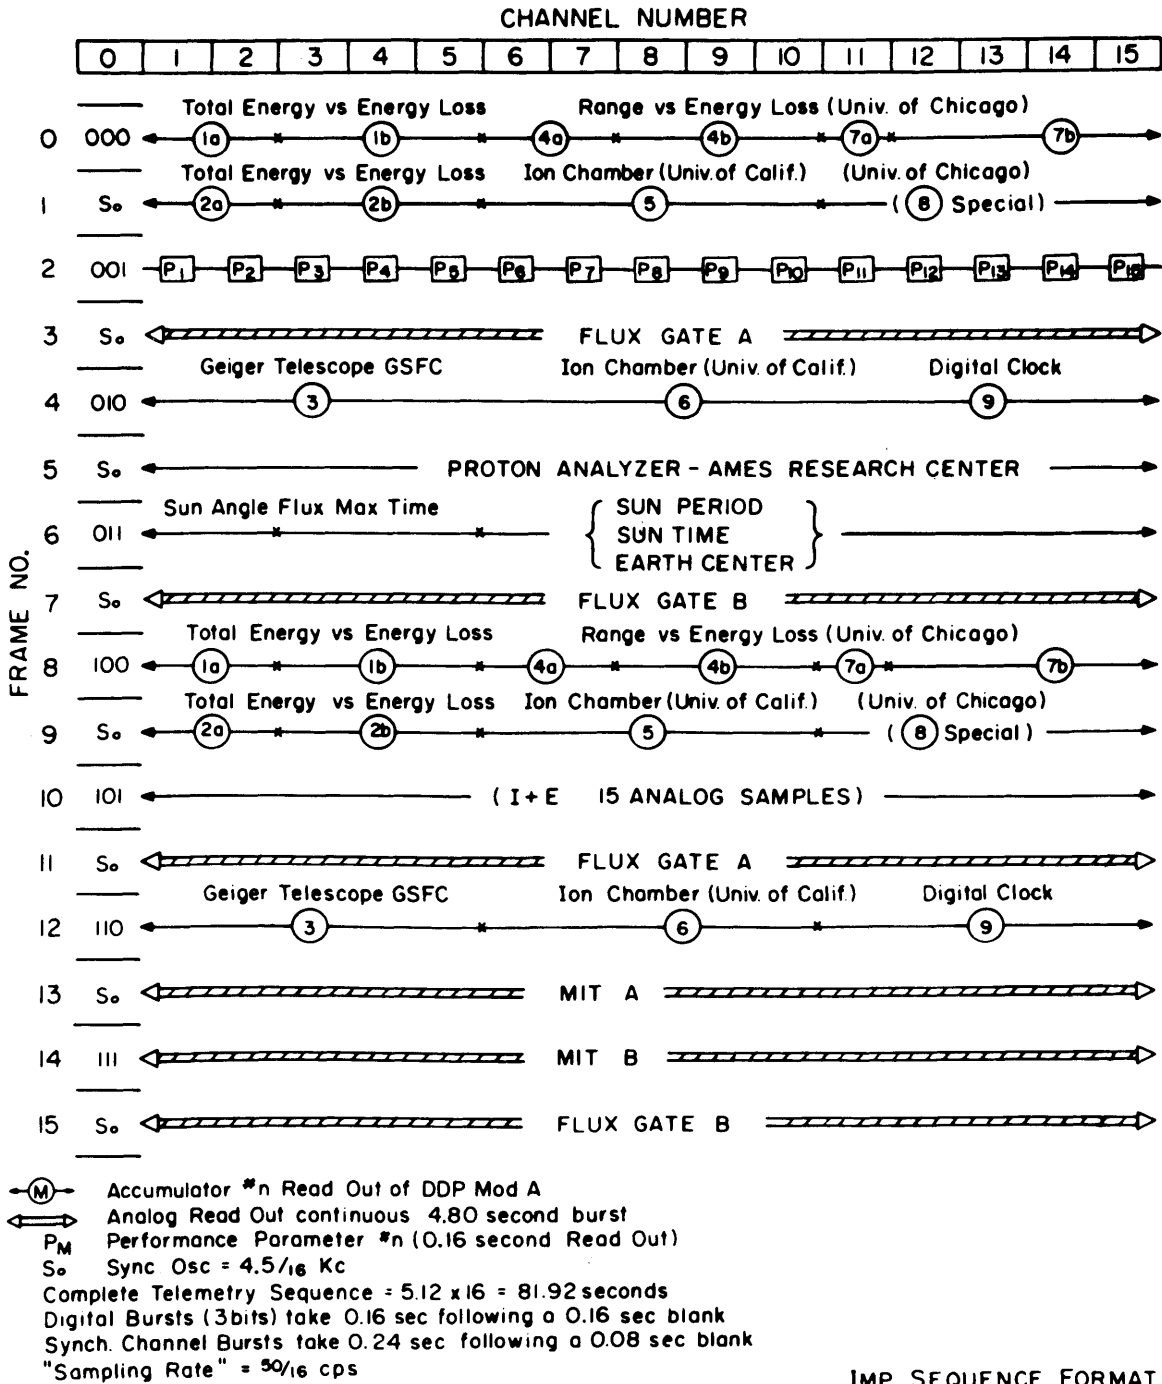 CHANNEL NUMBER
0 1 2 3 4 5 6 7 8 9 10 11 12 13 14 15
FRAME NO.
Total Energy vs Energy Loss Range vs Energy Loss (Univ. of Chicago)
0 000 1a 1b 4a 4b 7a 7b
Total Energy vs Energy Loss Ion Chamber (Univ. of Calif.) (Univ. of Chicago)
1 So 2a 2b 5 (8 Special)
2 001 P1 P2 P3 P4 P5 P6 P7 P8 P9 P10 P11 P12 P13 P14 P15
3 So FLUX GATE A
Geiger Telescope GSFC Ion Chamber (Univ. of Calif.) Digital Clock
4 010 3 6 9
5 So PROTON ANALYZER - AMES RESEARCH CENTER
Sun Angle Flux Max Time SUN PERIOD
6 011 SUN TIME
EARTH CENTER
7 So FLUX GATE B
Total Energy vs Energy Loss Range vs Energy Loss (Univ. of Chicago)
8 100 1a 1b 4a 4b 7a 7b
Total Energy vs Energy Loss Ion Chamber (Univ. of Calif.) (Univ. of Chicago)
9 So 2a 2b 5 (8 Special)
10 101 (I+E 15 ANALOG SAMPLES)
11 So FLUX GATE A
Geiger Telescope GSFC Ion Chamber (Univ. of Calif.) Digital Clock
12 110 3 6 9
13 So MIT A
14 111 MIT B
15 So FLUX GATE B
M Accumulator #n Read Out of DDP Mod A
Analog Read Out continuous 4.80 second burst
PM Performance Parameter #n (0.16 second Read Out)
So Sync Osc = 4.5/16 Kc
Complete Telemetry Sequence = 5.12 x 16 = 81.92 seconds
Digital Bursts (3 bits) take 0.16 sec following a 0.16 sec blank
Synch. Channel Bursts take 0.24 sec following a 0.08 sec blank
"Sampling Rate" = 50/16 cps
IMP SEQUENCE FORMAT